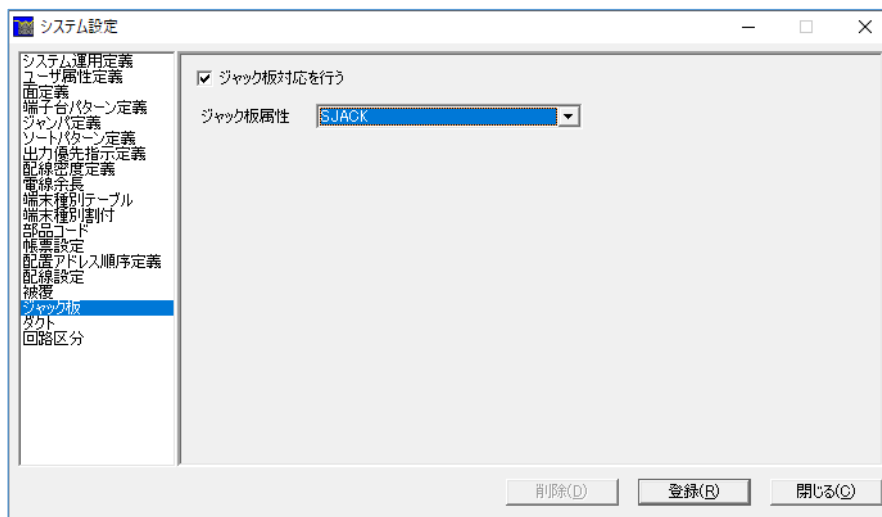 システム設定
システム運用定義
ユーザ属性定義
面定義
端子台パターン定義
ジャンパ定義
ソートパターン定義
出力優先指示定義
配線密度定義
電線余長
端末種別テーブル
端末種別割付
部品コード
帳票設定
配置アドレス順序定義
配線設定
被覆
ジャック板
ダクト
回路区分
ジャック板対応を行う
ジャック板属性 SJACK
削除(D) 登録(R) 閉じる(C)